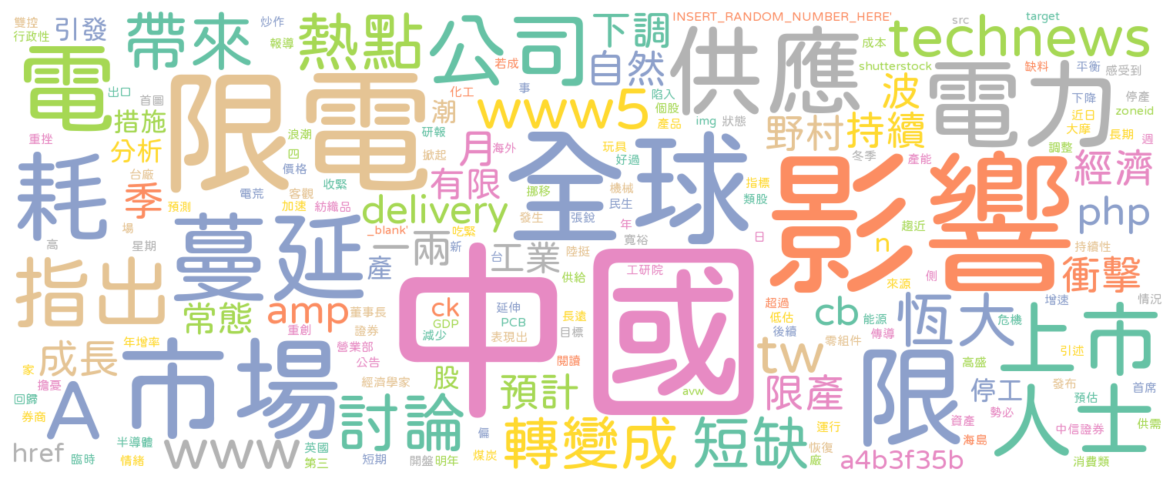 雙控
行政性
引發
帶來
炒作
報導
熱點
公司
若成
下調
INSERT_RANDOM_NUMBER_HERE'
供應
成本
src
target
technews
shutterstock
缺料
平衡
感受到
電
出口
首圖
措施
限電
化工
潮
研報
掀起
www5
事
陷入
個股
產品
自然
img
狀態
野村
波
持續
電力
下降
近日
大摩
停產
zoneid
長期
調整
週
重挫
分析
浪潮
四
價格
收緊
月
海外
玩具
好過
全球
影響
冬季
產能
經濟
耗
台廠
季
預測
電荒
客觀
加速
紡織品
有限
挪移
機械
民生
指標
類股
delivery
_blank'
吃緊
發生
張銳
年
寬裕
日
n
趨近
php
高
場
星期
蔓延
一兩
新
產
工業
台
陸挺
供給
持續性
來源
側
衝擊
指出
常態
amp
重創
董事長
證券
中國
ck
GDP
減少
延伸
PCB
表現出
工研院
長遠
目標
超過
低估
後續
cb
能源
傳導
恆大
危機
增速
情況
上市
成長
年增率
家
擔憂
營業部
公告
閱讀
tw
零組件
高盛
引述
市場
經濟學家
股
預計
avw
限產
限
停工
發布
預估
首席
回歸
券商
A
討論
轉變成
短缺
運行
恢復
廠
資產
勢必
海島
人士
中信證券
供需
href
臨時
半導體
情緒
www
英國
第三
短期
開盤
明年
偏
煤炭
a4b3f35b
消費類